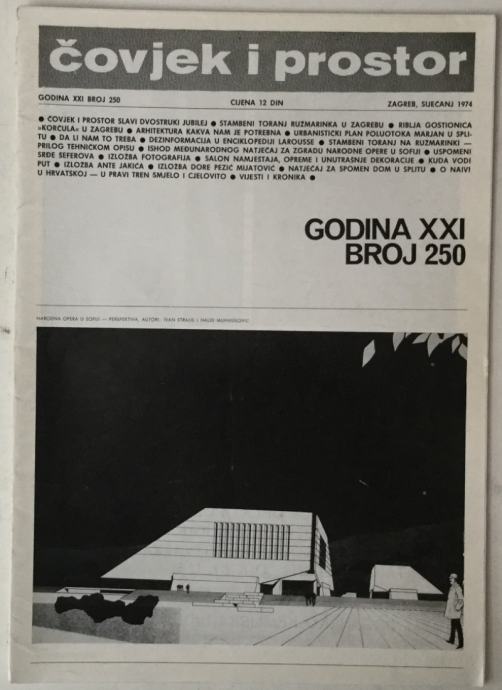 čovjek i prostor
GODINA XXI BROJ 250 CIJENA 12 DIN ZAGREB, SIJEČANJ 1974
● ČOVJEK I PROSTOR SLAVI DVOSTRUKI JUBILEJ ● STAMBENI TORANJ RUŽMARINKA U ZAGREBU ● RIBLJA GOSTIONICA
»KORČULA« U ZAGREBU ● ARHITEKTURA KAKVA NAM JE POTREBNA ● URBANISTIČKI PLAN POLUOTOKA MARJAN U SPLI-
TU ● DA LI NAM TO TREBA ● DEZINFORMACIJA U ENCIKLOPEDIJI LAROUSSE ● STAMBENI TORANJ NA RUŽMARINKI —
PRILOG TEHNIČKOM OPISU ● ISHOD MEĐUNARODNOG NATJEČAJA ZA ZGRADU NARODNE OPERE U SOFIJI ● USPOMENI
SRĐE SEFEROVA ● IZLOŽBA FOTOGRAFIJA ● SALON NAMJEŠTAJA, OPREME I UNUTRAŠNJE DEKORACIJE ● KUDA VODI
PUT ● IZLOŽBA ANTE JAKIĆA ● IZLOŽBA ĐORĐE PEZIĆ MIJATOVIĆ ● NATJEČAJ ZA SPOMEN DOM U SPLITU ● O NAIVI
U HRVATSKOJ — U PRAVI TREN SMJELO I CJELOVITO ● VIJESTI I KRONIKA ●
GODINA XXI
BROJ 250
NARODNA OPERA U SOFIJI — PERSPEKTIVA, AUTORI: IVAN ŠTRAUS I HALID MUHASILOVIĆ